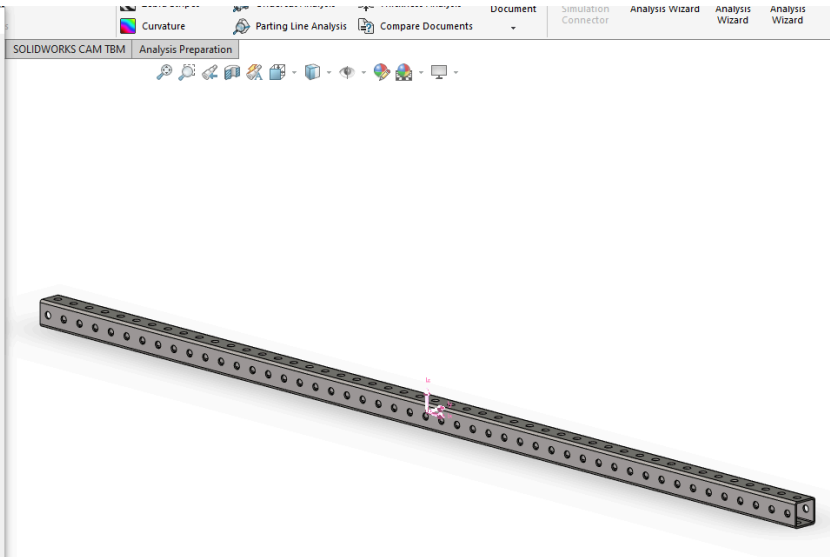 Document
Simulation
Connector
Analysis Wizard
Analysis
Wizard
Analysis
Wizard
Curvature
Parting Line Analysis
Compare Documents
SOLIDWORKS CAM TBM
Analysis Preparation